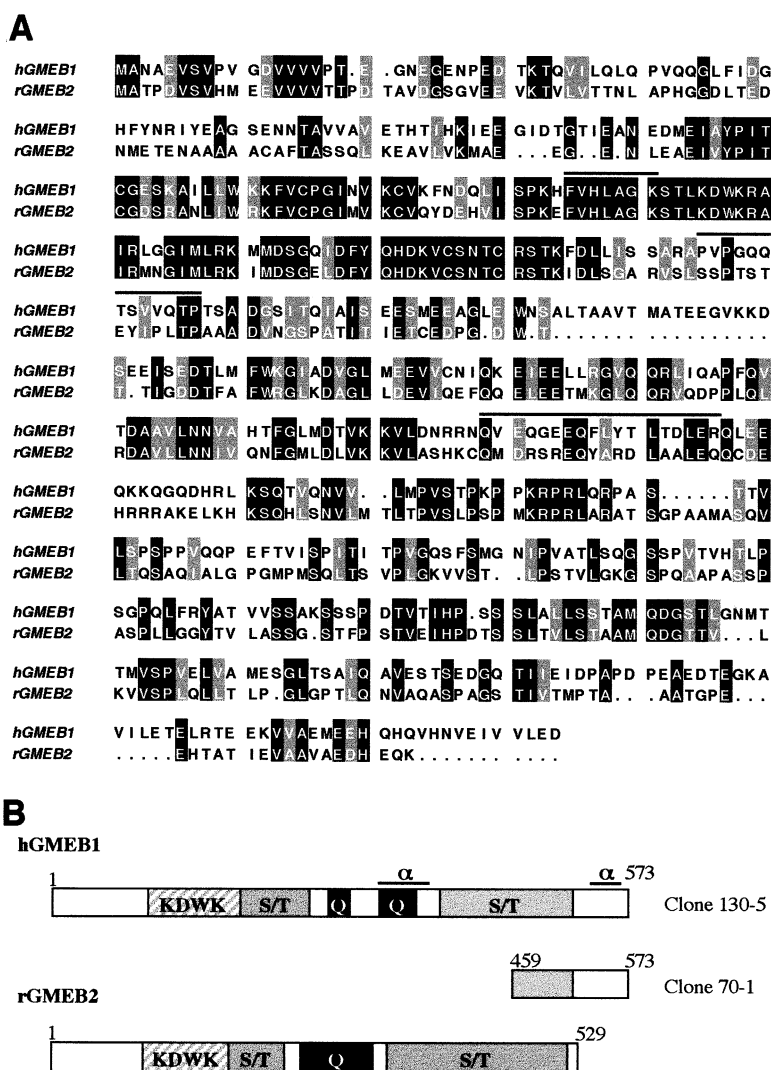 A
hGMEB1 MANAEVSVPV GDVVVVPT.E .GNEGENPED TKTQVILQLQ PVQQGLFIDG
rGMEB2 MATPDVSVHM EEVVVVTTPD TAVDGSGVEE VKTVLVTTNL APHGGDLTED
hGMEB1 HFYNRIYEAG SENNTAVVAV ETHTIHKIEE GIDTGTIEAN EDMEIAYPIT
rGMEB2 NMETENAAAA ACAFTASSQL KEAVLVKMAE ...EG..E.NL EAEIVYPIT
hGMEB1 CGESKAILLW KKFVCPGINV KCVKFNDQLI SPKHFVHLAG KSTLKDWKRA
rGMEB2 CGDSRANLIW RKFVCPGIMV KCVQYDEHVI SPKEFVHLAG KSTLKDWKRA
hGMEB1 IRLGGIMLRK MMDSGQIDFY QHDKVCSNTC RSTKFDLLIS SARAPVPGQQ
rGMEB2 IRMNGIMLRK IMDSGELDFY QHDKVCSNTC RSTKIDLSGA RVSLSSPTST
hGMEB1 TSVVQTPTSA DGSITQIAIS EESMEEAGLE WNSALTAAVT MATEEGVKKD
rGMEB2 EYIPLTPAAA DVNGSPATIT IETCEDPG.D W.T.................
hGMEB1 SEEISEDTLM FWKGIADVGL MEEVVCNIQK EIEELLRGVQ QRLIQAPFQV
rGMEB2 T.TIGDDTFA FWRGLKDAGL LDEVIQEFQQ ELEETMKGLQ QRVQDPPLQL
hGMEB1 TDAAVLNNVA HTFGLMDTVK KVLDNRRNQV EQGEEQFLYT LTDLERQLEE
rGMEB2 RDAVLLNNIV QNFGMLDLVK KVLASHKCQM DRSREQYARD LAALEQQCDE
hGMEB1 QKKQGQDHRL KSQTVQNVV. .LMPVSTPKP PKRPRLQRPA S......TTV
rGMEB2 HRRRAKELKH KSQHLSNVLM TLTPVSLPSP MKRPRLARAT SGPAAMASQV
hGMEB1 LSPSPPVQQP EFTVISPITI TPVGQSFSMG NIPVATLSQG SSPVTVHTLP
rGMEB2 LTQSAQIALG PGMPMSQLTS VPLGKVVST. .LPSTVLGKG SPQAAPASSP
hGMEB1 SGPQLFRYAT VVSSAKSSSP DTVTIHP.SS SLALLSSTAM QDGSTLGNMT
rGMEB2 ASPLLGGYTV LASSG.STFP STVEIHPDTS SLTVLSTAAM QDGTTV...L
hGMEB1 TMVSPVELVA MESGLTSAIQ AVESTSEDGQ TIIEIDPAPD PEAEDTEGKA
rGMEB2 KVVSPLQLLT LP.GLGPTLQ NVAQASPAGS TIVTMPTA.. .AATGPE...
hGMEB1 VILETELRTE EKVVAEMEEH QHQVHNVEIV VLED
rGMEB2 .....EHTAT IEVAAVAEDH EQK...........
B
hGMEB1
1 α α 573
KDWK S/T Q Q S/T Clone 130-5
459 573
Clone 70-1
rGMEB2
1 529
KDWK S/T Q S/T